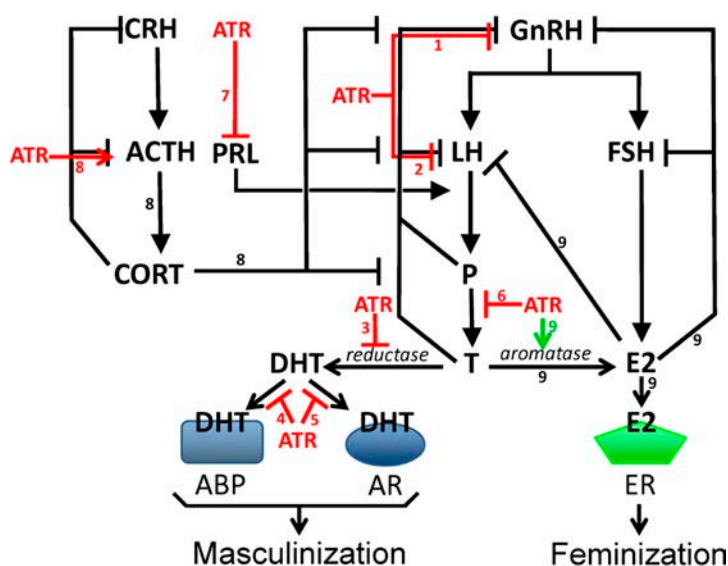 CRH ATR GnRH
1
7 ATR
ATR 8 ACTH PRL 2 LH FSH
8 9
CORT 8 P
ATR 6 ATR
3 9 9
DHT reductase T aromatase E2
9 9
DHT 4 5 DHT E2
ATR
ABP AR ER
Masculinization Feminization